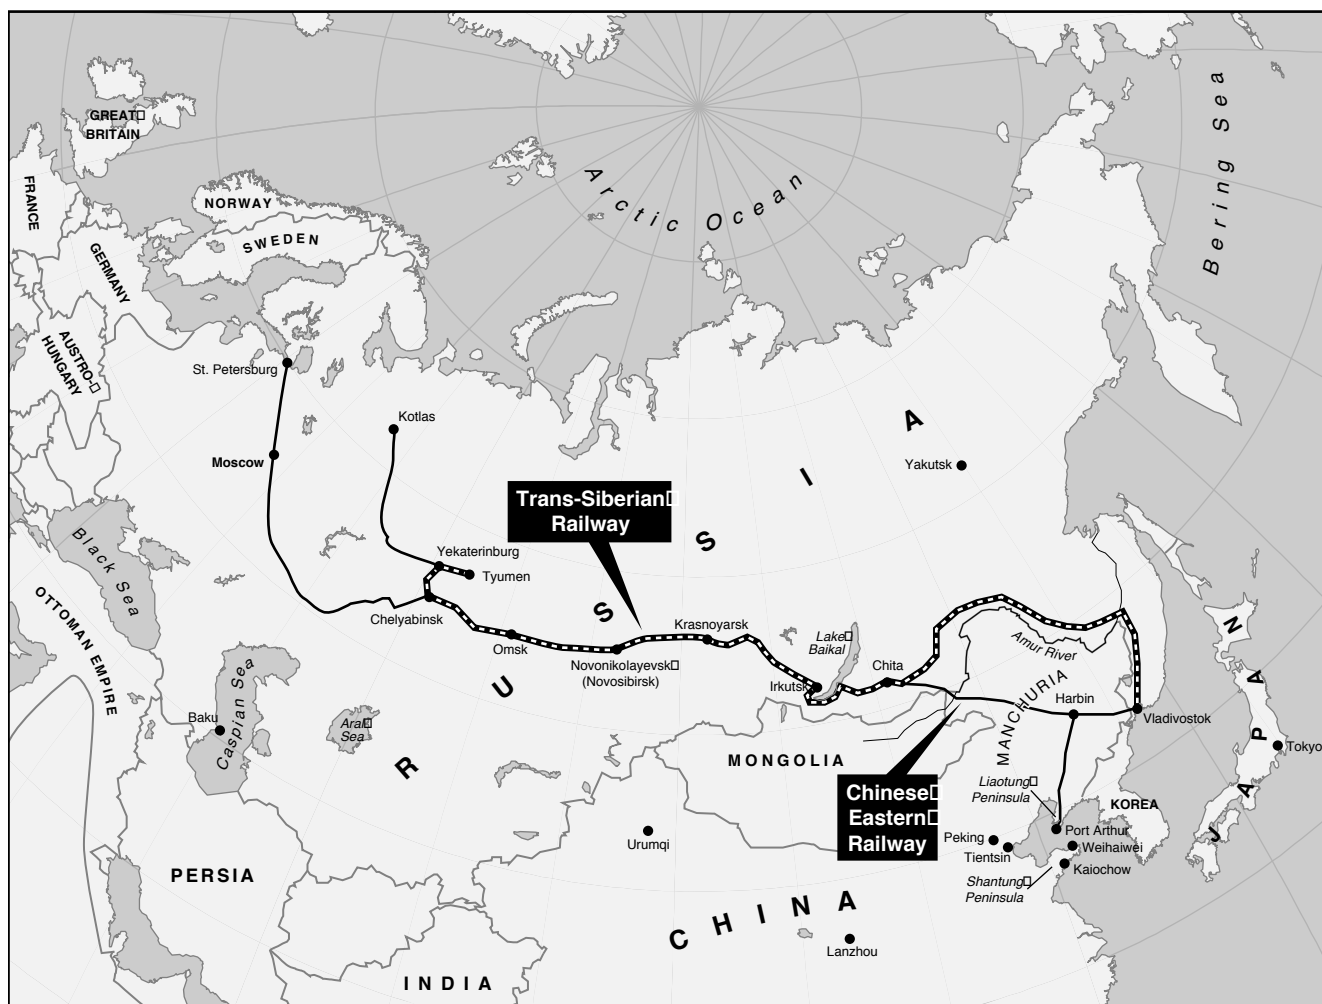 GREAT
BRITAIN
FRANCE
NORWAY
SWEDEN
GERMANY
AUSTRO-
HUNGARY
Arctic Ocean
Bering Sea
St. Petersburg
Kotlas
Moscow
Yakutsk
Trans-Siberian
Railway
Black Sea
Yekaterinburg
Tyumen
Chelyabinsk
OTTOMAN EMPIRE
Omsk
Novonikolayevsk
(Novosibirsk)
Krasnoyarsk
Lake
Baikal
Irkutsk
Chita
Amur River
MANCHURIA
Harbin
Vladivostok
RUSSIA
JAPAN
Tokyo
Baku
Caspian Sea
Aral
Sea
MONGOLIA
Chinese
Eastern
Railway
Liaotung
Peninsula
KOREA
Port Arthur
Peking
Weihaiwei
Tientsin
Kaiochow
Shantung
Peninsula
Urumqi
PERSIA
CHINA
Lanzhou
INDIA